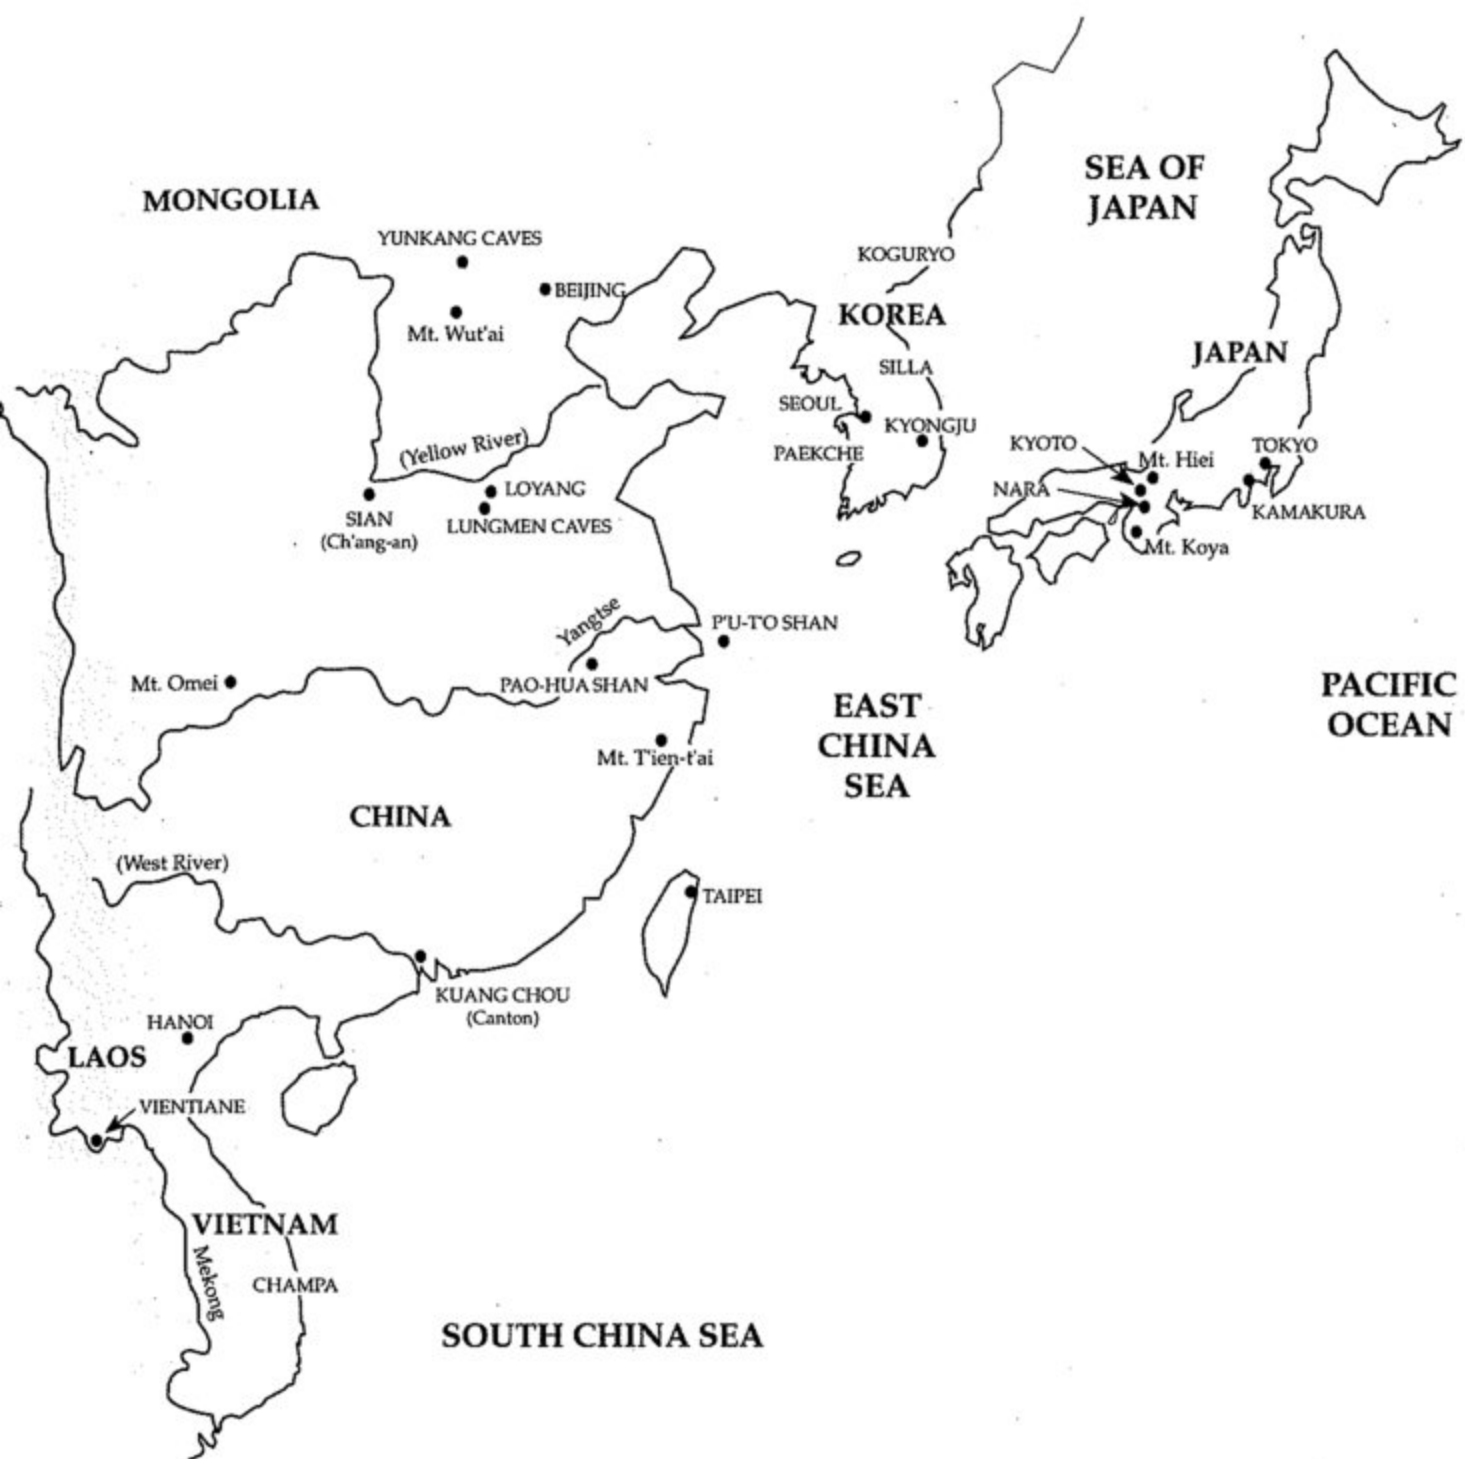 SEA OF
JAPAN
MONGOLIA
YUNKANG CAVES
KOGURYO
BEIJING
KOREA
Mt. Wut'ai
JAPAN
SILLA
SEOUL
KYONGJU
PAEKCHE
(Yellow River)
KYOTO
Mt. Hiei
TOKYO
NARA
LOYANG
KAMAKURA
SIAN
(Ch'ang-an)
LUNGMEN CAVES
Mt. Koya
Yangtse
P'U-T'O SHAN
Mt. Omei
PAO-HUA SHAN
PACIFIC
OCEAN
EAST
CHINA
SEA
Mt. T'ien-t'ai
CHINA
(West River)
TAIPEI
KUANG CHOU
(Canton)
HANOI
LAOS
VIENTIANE
VIETNAM
Mekong
CHAMPA
SOUTH CHINA SEA